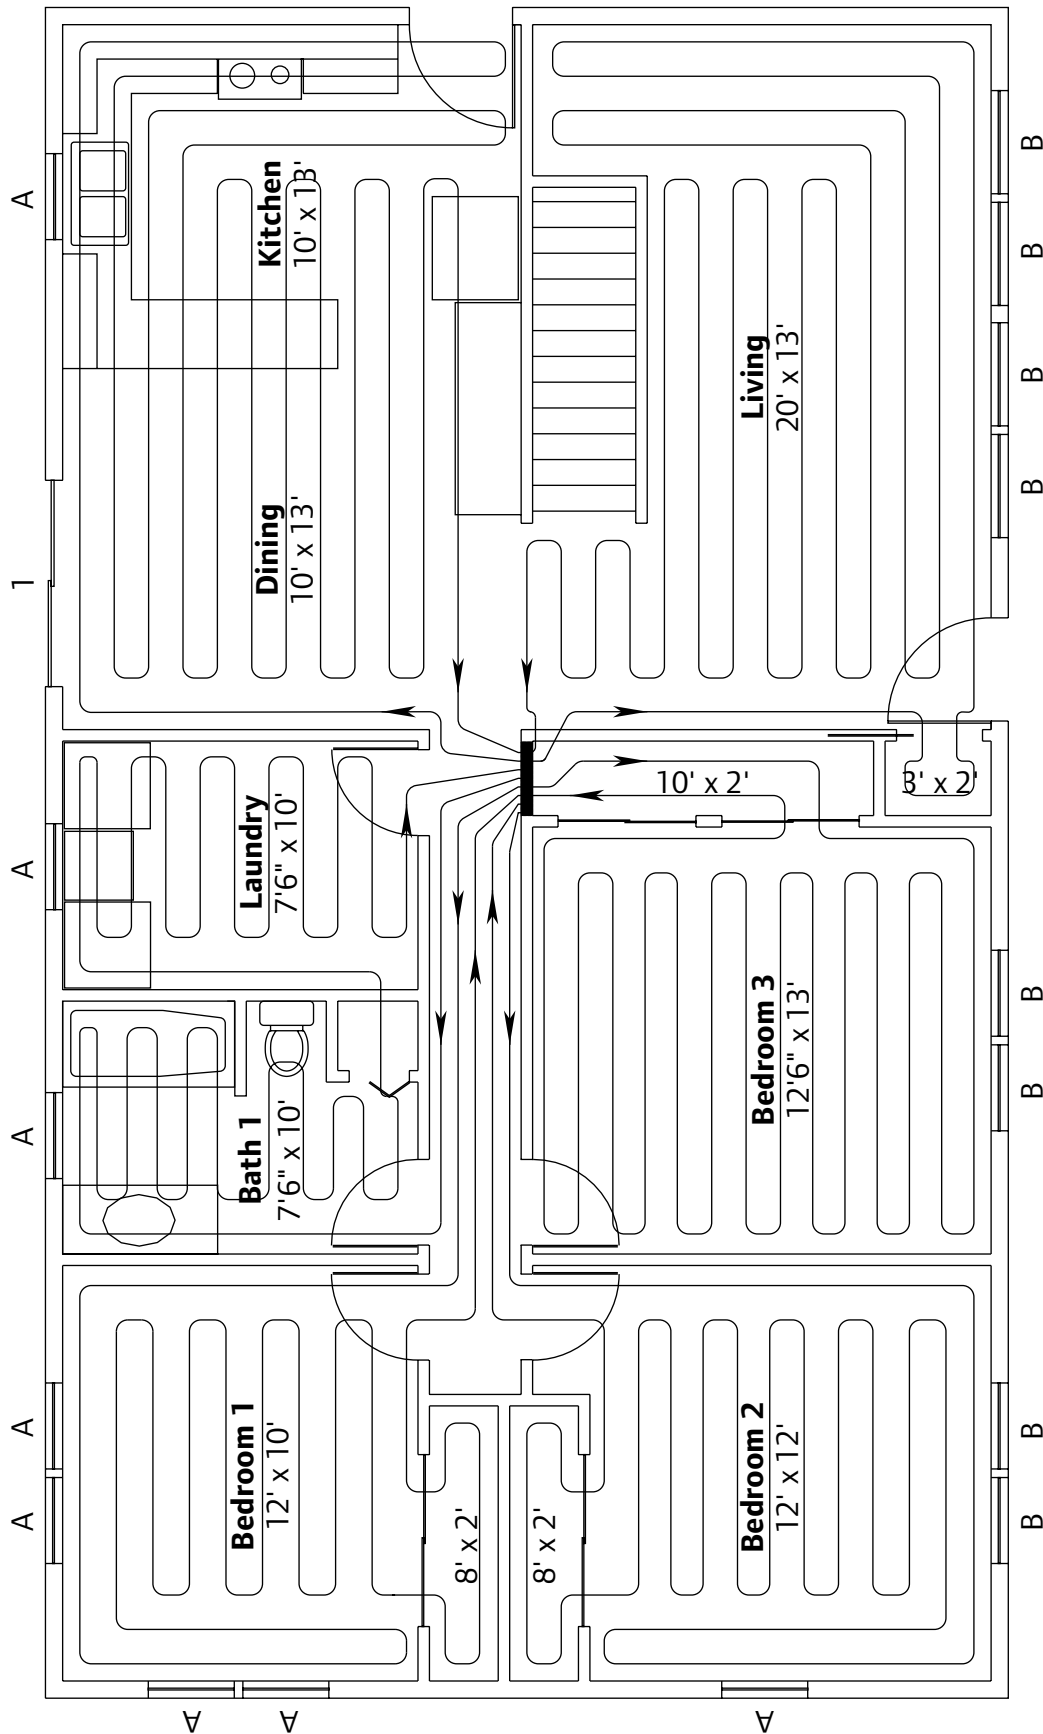 A
A
A
A
1
A
A
A
Bedroom 1
12' x 10'
Bath 1
7'6" x 10'
Laundry
7'6" x 10'
Dining
10' x 13'
Kitchen
10' x 13'
8' x 2'
8' x 2'
Bedroom 2
12' x 12'
Bedroom 3
12'6" x 13'
10' x 2'
3' x 2'
Living
20' x 13'
A
B
B
B
B
B
B
B
B